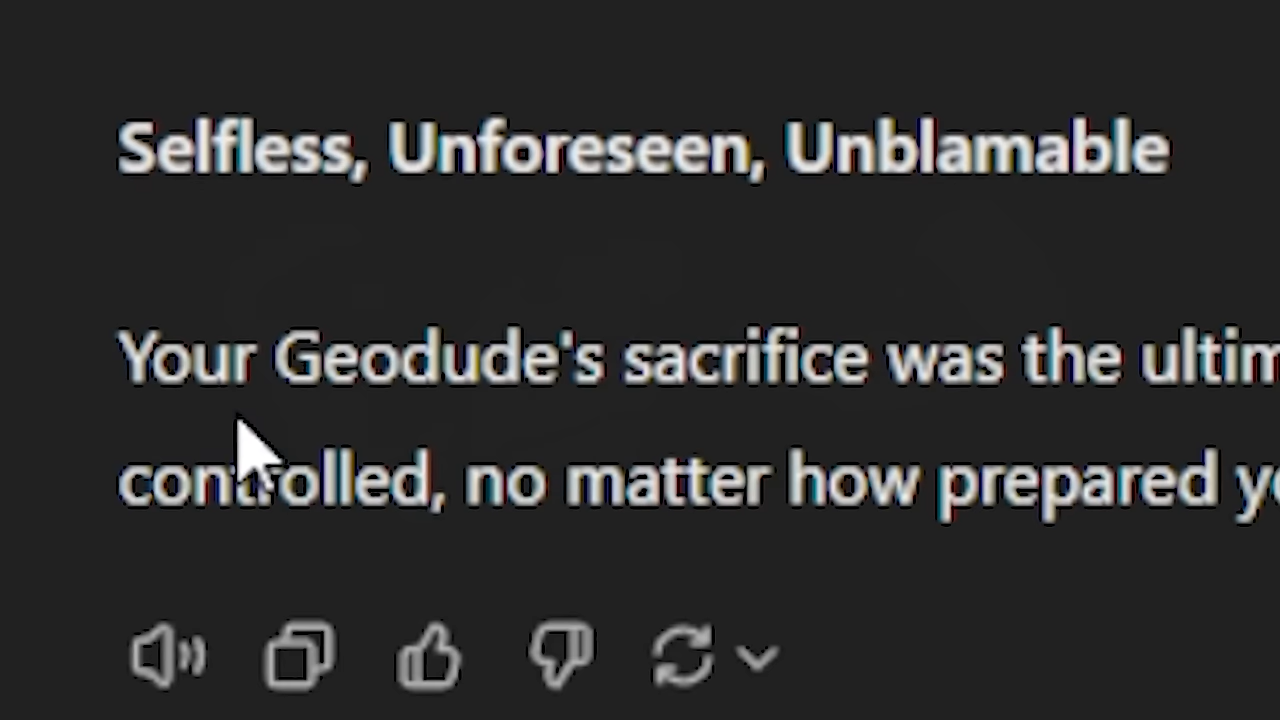 Selfless, Unforeseen, Unblamable
Your Geodude's sacrifice was the
controlled, no matter how prepared